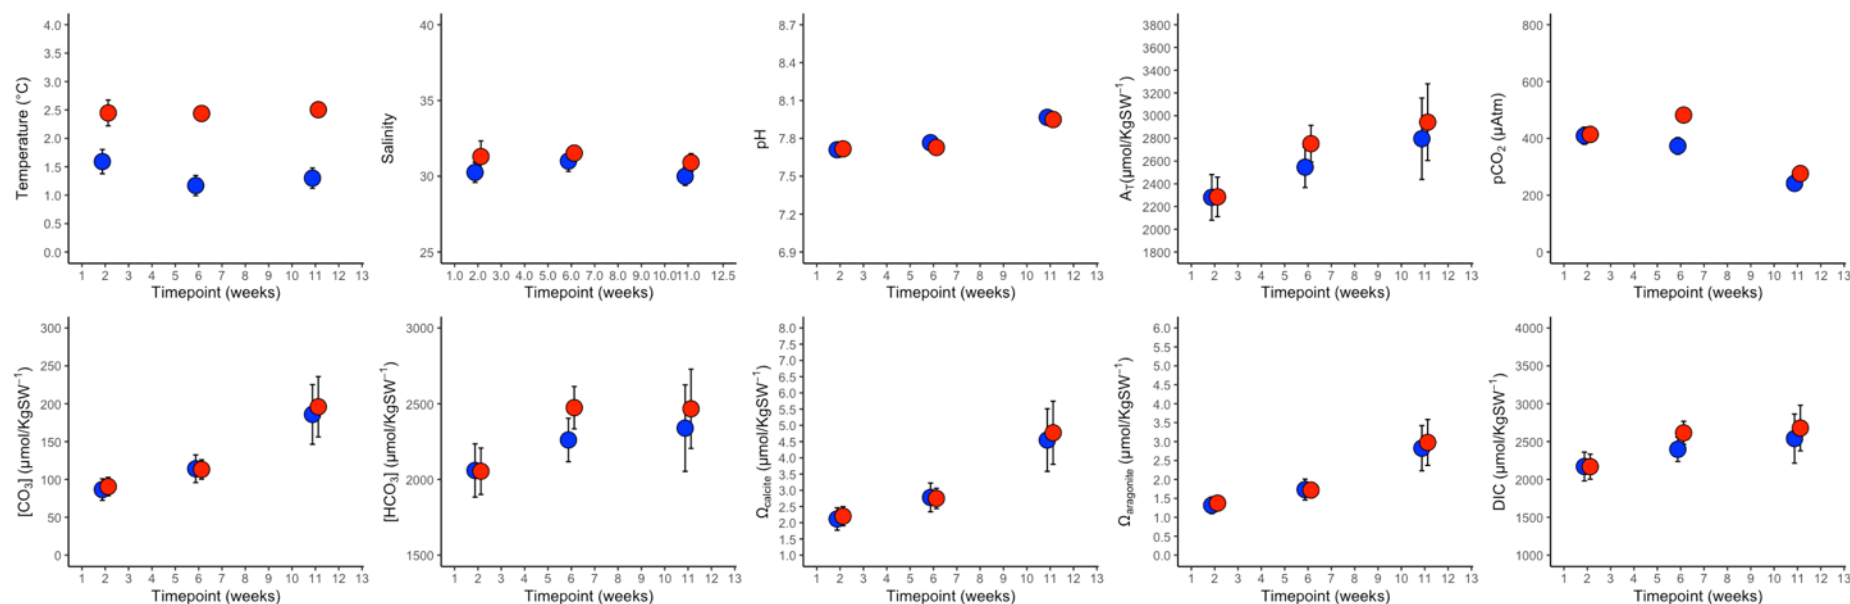 Temperature (°C)
4.0
3.5
3.0
2.5
2.0
1.5
1.0
0.5
0.0
1 2 3 4 5 6 7 8 9 10 11 12 13
Timepoint (weeks)
Salinity
40
35
30
25
1.0 2.0 3.0 4.0 5.0 6.0 7.0 8.0 10.0 11.0 12.5
Timepoint (weeks)
pH
8.7
8.4
8.1
7.8
7.5
7.2
6.9
1 2 3 4 5 6 7 8 9 10 11 12 13
Timepoint (weeks)
A_T(µmol/KgSW⁻¹)
3800
3600
3400
3200
3000
2800
2600
2400
2200
2000
1800
1 2 3 4 5 6 7 8 9 10 11 12 13
Timepoint (weeks)
pCO₂ (µAtm)
800
600
400
200
0
1 2 3 4 5 6 7 8 9 10 11 12 13
Timepoint (weeks)
[CO₃] (µmol/KgSW⁻¹)
300
250
200
150
100
50
0
1 2 3 4 5 6 7 8 9 10 11 12 13
Timepoint (weeks)
[HCO₃] (µmol/KgSW⁻¹)
3000
2500
2000
1500
1 2 3 4 5 6 7 8 9 10 11 12 13
Timepoint (weeks)
Ω_calcite (µmol/KgSW⁻¹)
8.0
7.5
7.0
6.5
6.0
5.5
5.0
4.5
4.0
3.5
3.0
2.5
2.0
1.5
1.0
1 2 3 4 5 6 7 8 9 10 11 12 13
Timepoint (weeks)
Ω_aragonite (µmol/KgSW⁻¹)
6.0
5.5
5.0
4.5
4.0
3.5
3.0
2.5
2.0
1.5
1.0
0.5
0.0
1 2 3 4 5 6 7 8 9 10 11 12 13
Timepoint (weeks)
DIC (µmol/KgSW⁻¹)
4000
3500
3000
2500
2000
1500
1000
1 2 3 4 5 6 7 8 9 10 11 12 13
Timepoint (weeks)